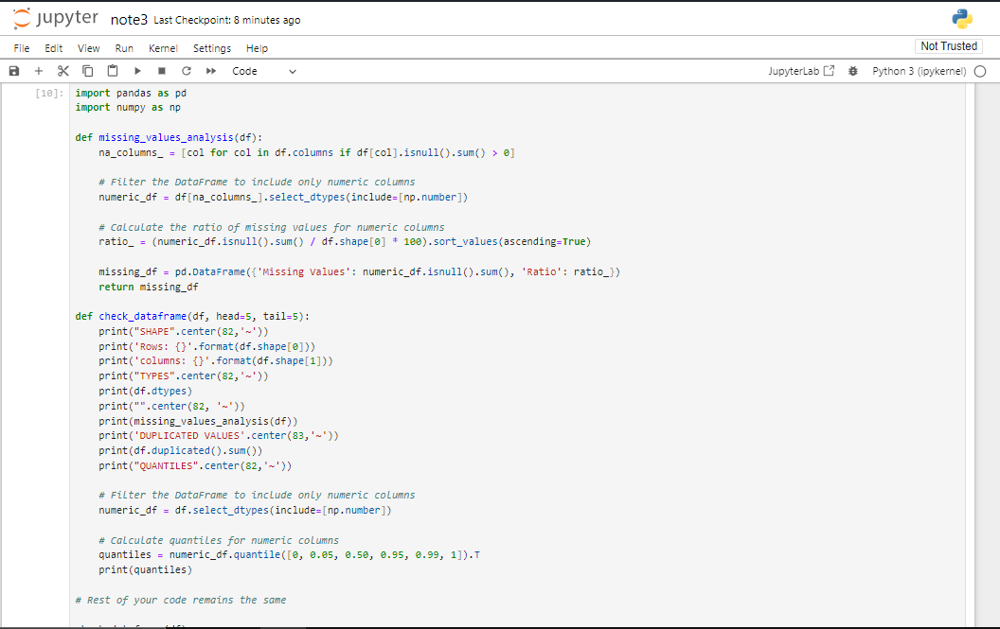 jupyter note3 Last Checkpoint: 8 minutes ago
File Edit View Run Kernel Settings Help Not Trusted
Code JupyterLab Python 3 (ipykernel)
[10]: import pandas as pd
import numpy as np
def missing_values_analysis(df):
na_columns_ = [col for col in df.columns if df[col].isnull().sum() > 0]
# Filter the DataFrame to include only numeric columns
numeric_df = df[na_columns_].select_dtypes(include=[np.number])
# Calculate the ratio of missing values for numeric columns
ratio_ = (numeric_df.isnull().sum() / df.shape[0] * 100).sort_values(ascending=True)
missing_df = pd.DataFrame({'Missing Values': numeric_df.isnull().sum(), 'Ratio': ratio_})
return missing_df
def check_dataframe(df, head=5, tail=5):
print("SHAPE".center(82,'~'))
print('Rows: {}'.format(df.shape[0]))
print('columns: {}'.format(df.shape[1]))
print("TYPES".center(82,'~'))
print(df.dtypes)
print("".center(82, '~'))
print(missing_values_analysis(df))
print('DUPLICATED VALUES'.center(83,'~'))
print(df.duplicated().sum())
print("QUANTILES".center(82,'~'))
# Filter the DataFrame to include only numeric columns
numeric_df = df.select_dtypes(include=[np.number])
# Calculate quantiles for numeric columns
quantiles = numeric_df.quantile([0, 0.05, 0.50, 0.95, 0.99, 1]).T
print(quantiles)
# Rest of your code remains the same